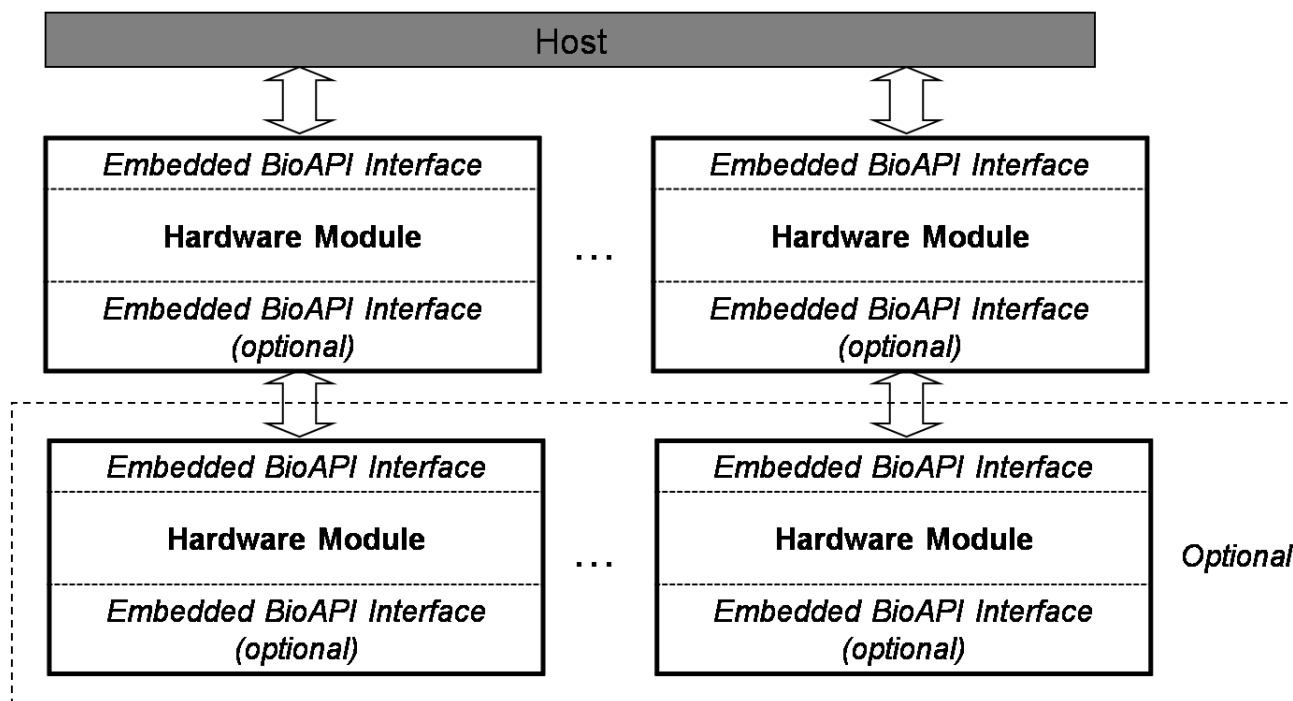 Host
Embedded BioAPI Interface
Hardware Module
Embedded BioAPI Interface
(optional)
...
Embedded BioAPI Interface
Hardware Module
Embedded BioAPI Interface
(optional)
Embedded BioAPI Interface
Hardware Module
Embedded BioAPI Interface
(optional)
...
Embedded BioAPI Interface
Hardware Module
Embedded BioAPI Interface
(optional)
Optional